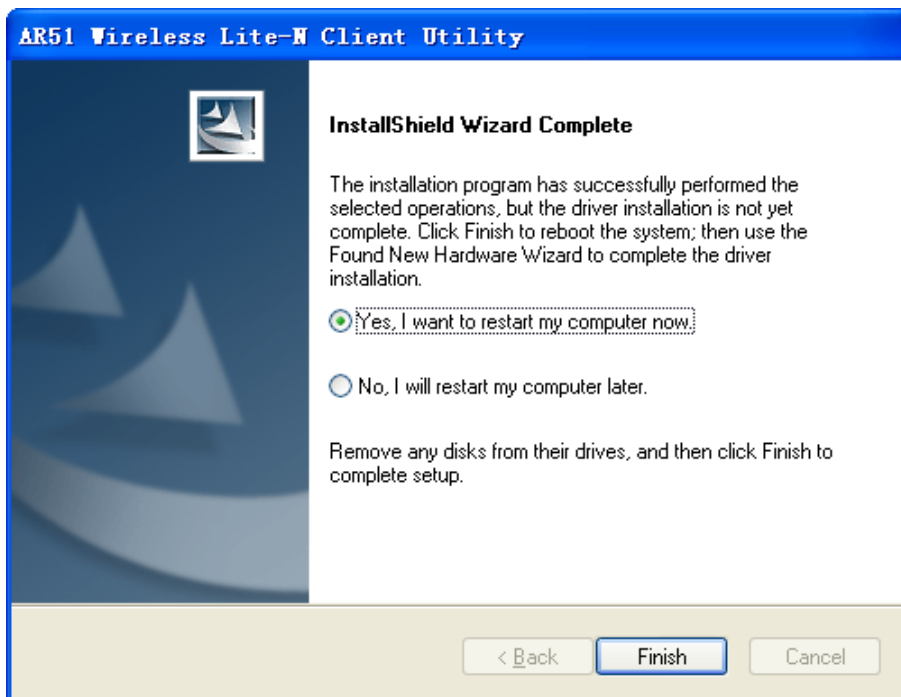 AR51 Wireless Lite-N Client Utility
InstallShield Wizard Complete
The installation program has successfully performed the
selected operations, but the driver installation is not yet
complete. Click Finish to reboot the system; then use the
Found New Hardware Wizard to complete the driver
installation.
Yes, I want to restart my computer now.
No, I will restart my computer later.
Remove any disks from their drives, and then click Finish to
complete setup.
< Back Finish Cancel